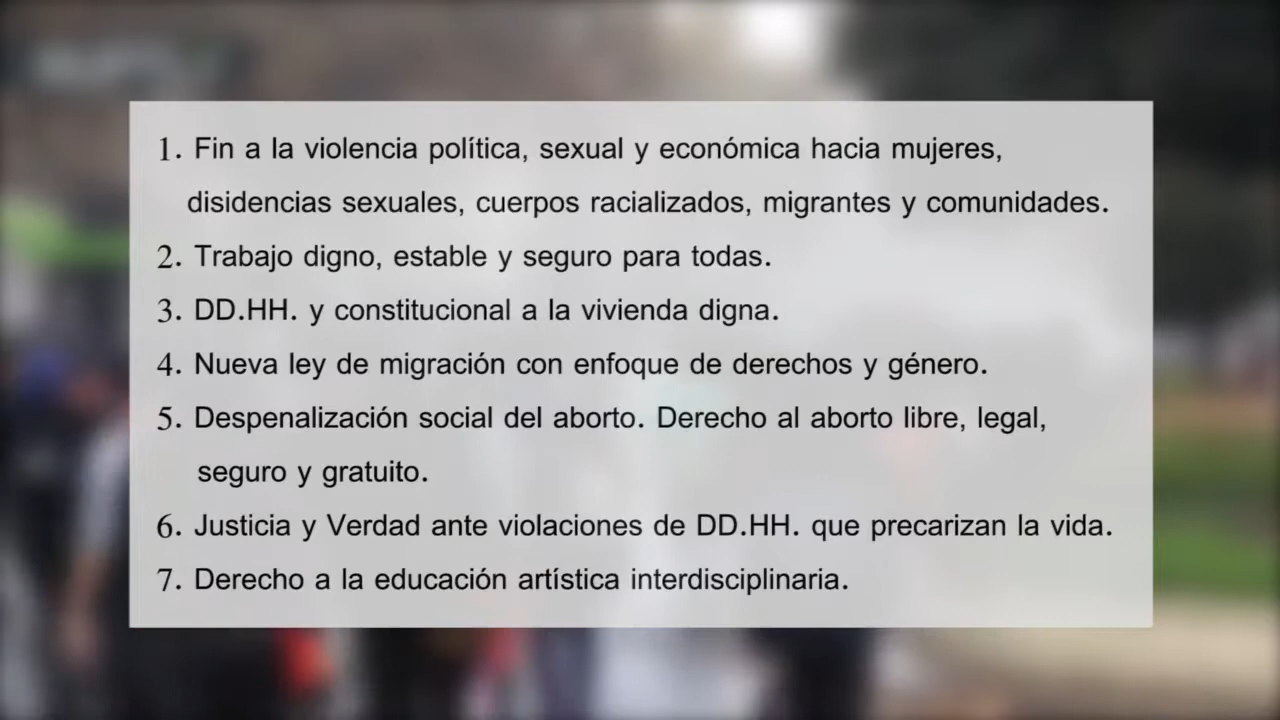 1. Fin a la violencia política, sexual y económica hacia mujeres,
disidencias sexuales, cuerpos racializados, migrantes y comunidades.
2. Trabajo digno, estable y seguro para todas.
3. DD.HH. y constitucional a la vivienda digna.
4. Nueva ley de migración con enfoque de derechos y género.
5. Despenalización social del aborto. Derecho al aborto libre, legal,
seguro y gratuito.
6. Justicia y Verdad ante violaciones de DD.HH. que precarizan la vida.
7. Derecho a la educación artística interdisciplinaria.